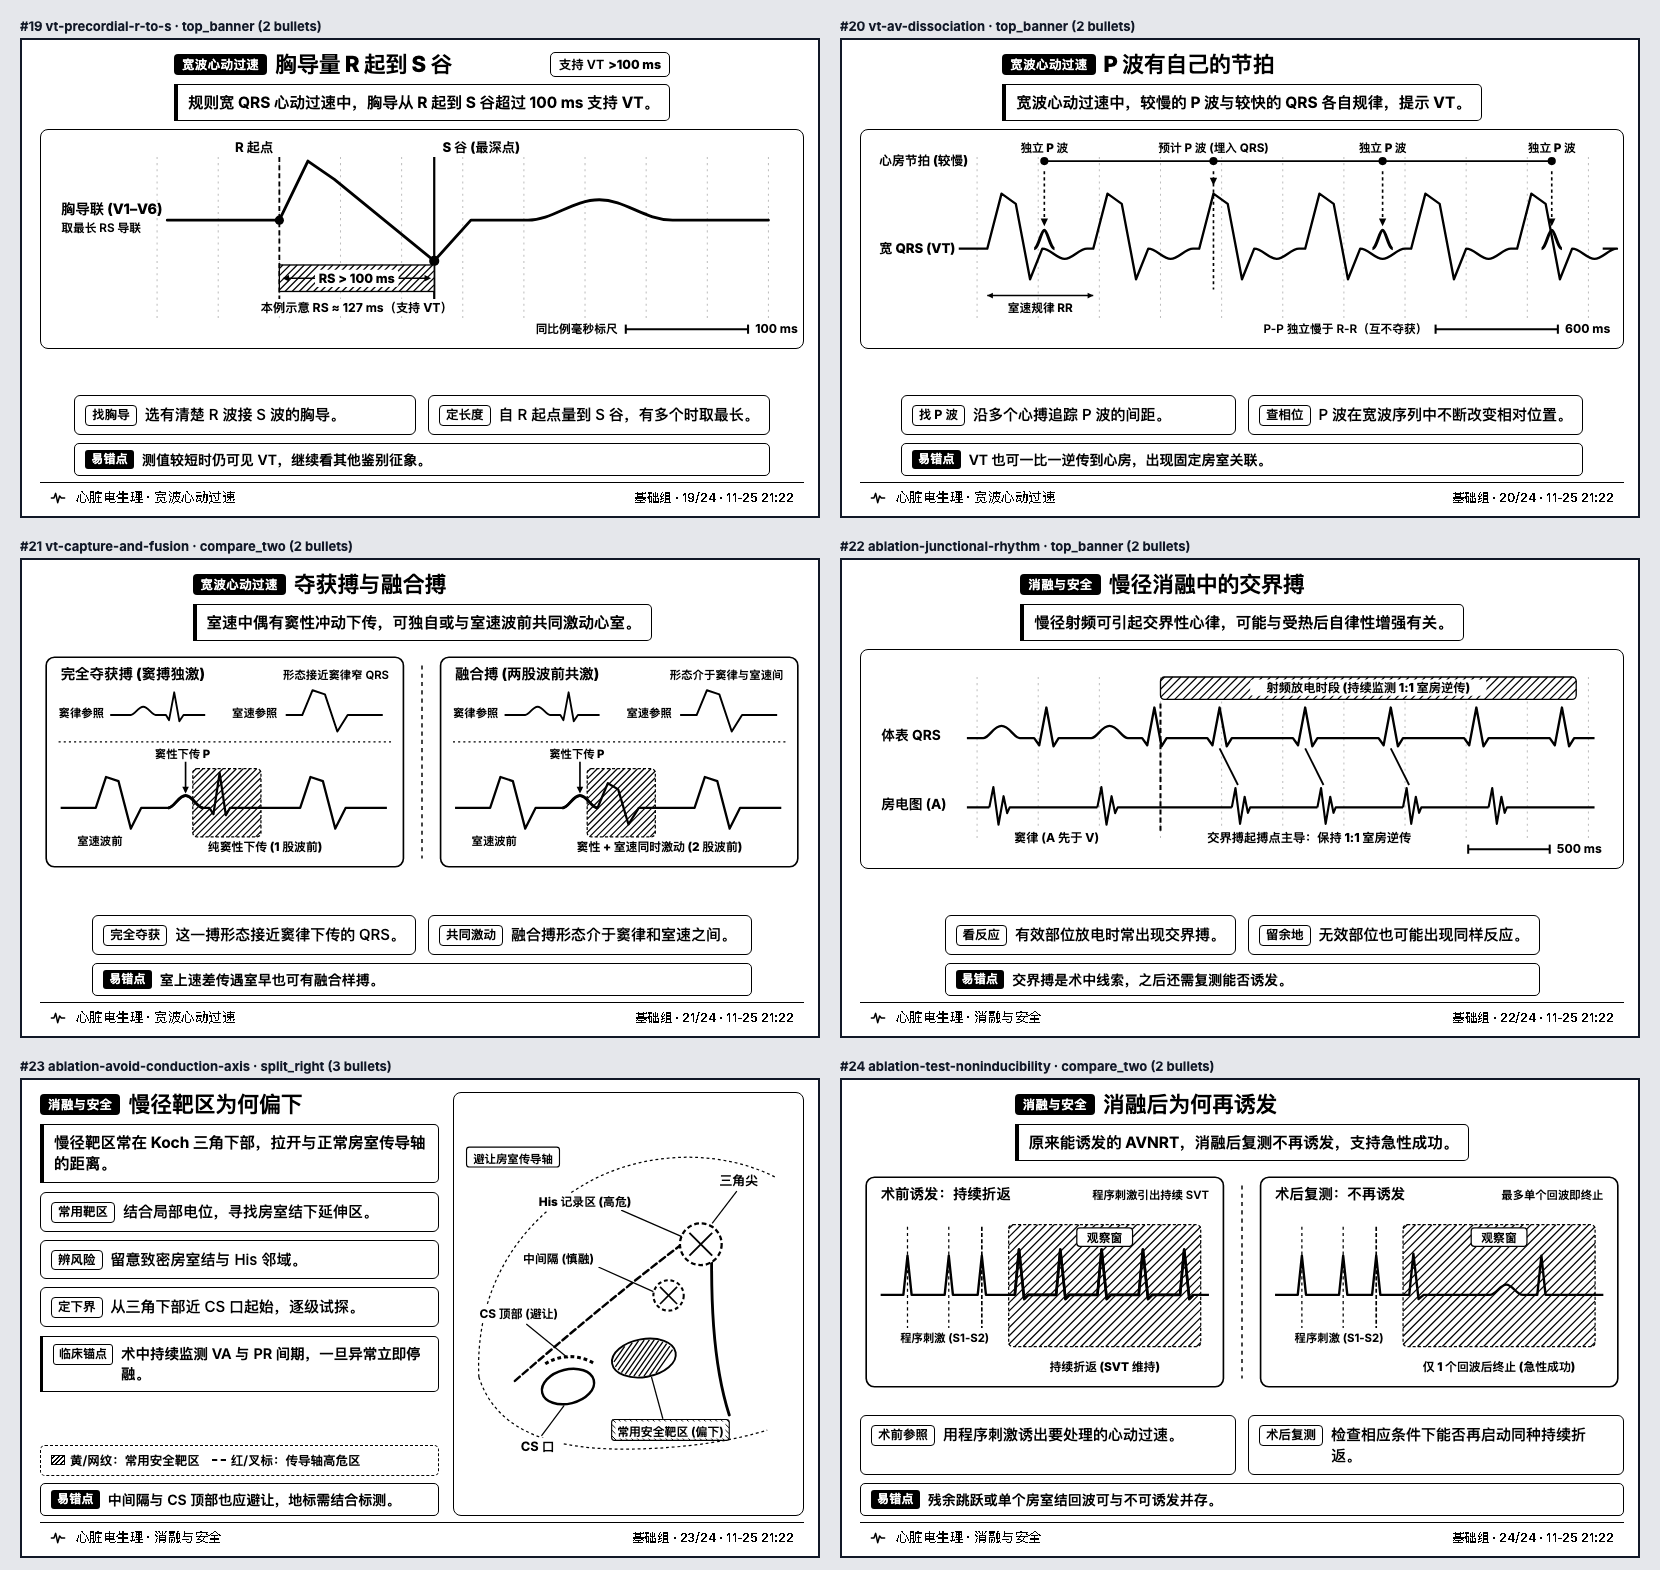 #19 vt-precordial-r-to-s · top_banner (2 bullets)
宽波心动过速 胸导量 R 起到 S 谷 支持 VT >100 ms
规则宽 QRS 心动过速中，胸导从 R 起到 S 谷超过 100 ms 支持 VT。
R 起点 S 谷 (最深点)
胸导联 (V1–V6)
取最长 RS 导联
RS > 100 ms
本例示意 RS ≈ 127 ms（支持 VT）
同比例毫秒标尺 100 ms
找胸导 选有清楚 R 波接 S 波的胸导。
定长度 自 R 起点量到 S 谷，有多个时取最长。
易错点 测值较短时仍可见 VT，继续看其他鉴别征象。
心脏电生理 · 宽波心动过速 基础组 · 19/24 · 11-25 21:22
#20 vt-av-dissociation · top_banner (2 bullets)
宽波心动过速 P 波有自己的节拍
宽波心动过速中，较慢的 P 波与较快的 QRS 各自规律，提示 VT。
独立 P 波 预计 P 波 (埋入 QRS) 独立 P 波 独立 P 波
心房节拍 (较慢)
宽 QRS (VT)
室速规律 RR
P-P 独立慢于 R-R（互不夺获） 600 ms
找 P 波 沿多个心搏追踪 P 波的间距。
查相位 P 波在宽波序列中不断改变相对位置。
易错点 VT 也可一比一逆传到心房，出现固定房室关联。
心脏电生理 · 宽波心动过速 基础组 · 20/24 · 11-25 21:22
#21 vt-capture-and-fusion · compare_two (2 bullets)
宽波心动过速 夺获搏与融合搏
室速中偶有窦性冲动下传，可独自或与室速波前共同激动心室。
完全夺获搏 (窦搏独激) 形态接近窦律窄 QRS
窦律参照 室速参照
窦性下传 P
室速波前
纯窦性下传 (1 股波前)
融合搏 (两股波前共激) 形态介于窦律与室速间
窦律参照 室速参照
窦性下传 P
室速波前
窦性 + 室速同时激动 (2 股波前)
完全夺获 这一搏形态接近窦律下传的 QRS。
共同激动 融合搏形态介于窦律和室速之间。
易错点 室上速差传遇室早也可有融合样搏。
心脏电生理 · 宽波心动过速 基础组 · 21/24 · 11-25 21:22
#22 ablation-junctional-rhythm · top_banner (2 bullets)
消融与安全 慢径消融中的交界搏
慢径射频可引起交界性心律，可能与受热后自律性增强有关。
射频放电时段 (持续监测 1:1 室房逆传)
体表 QRS
房电图 (A)
窦律 (A 先于 V) 交界搏起搏点主导：保持 1:1 室房逆传
500 ms
看反应 有效部位放电时常出现交界搏。
留余地 无效部位也可能出现同样反应。
易错点 交界搏是术中线索，之后还需复测能否诱发。
心脏电生理 · 消融与安全 基础组 · 22/24 · 11-25 21:22
#23 ablation-avoid-conduction-axis · split_right (3 bullets)
消融与安全 慢径靶区为何偏下
慢径靶区常在 Koch 三角下部，拉开与正常房室传导轴
的距离。
常用靶区 结合局部电位，寻找房室结下延伸区。
辨风险 留意致密房室结与 His 邻域。
定下界 从三角下部近 CS 口起始，逐级试探。
临床锚点 术中持续监测 VA 与 PR 间期，一旦异常立即停
融。
黄/网纹：常用安全靶区 红/叉标：传导轴高危区
易错点 中间隔与 CS 顶部也应避让，地标需结合标测。
避让房室传导轴
三角尖
His 记录区 (高危)
中间隔 (慎融)
CS 顶部 (避让)
常用安全靶区 (偏下)
CS 口
心脏电生理 · 消融与安全 基础组 · 23/24 · 11-25 21:22
#24 ablation-test-noninducibility · compare_two (2 bullets)
消融与安全 消融后为何再诱发
原来能诱发的 AVNRT，消融后复测不再诱发，支持急性成功。
术前诱发：持续折返 程序刺激引出持续 SVT
观察窗
程序刺激 (S1-S2)
持续折返 (SVT 维持)
术后复测：不再诱发 最多单个回波即终止
观察窗
程序刺激 (S1-S2)
仅 1 个回波后终止 (急性成功)
术前参照 用程序刺激诱出要处理的心动过速。
术后复测 检查相应条件下能否再启动同种持续折
返。
易错点 残余跳跃或单个房室结回波可与不可诱发并存。
心脏电生理 · 消融与安全 基础组 · 24/24 · 11-25 21:22